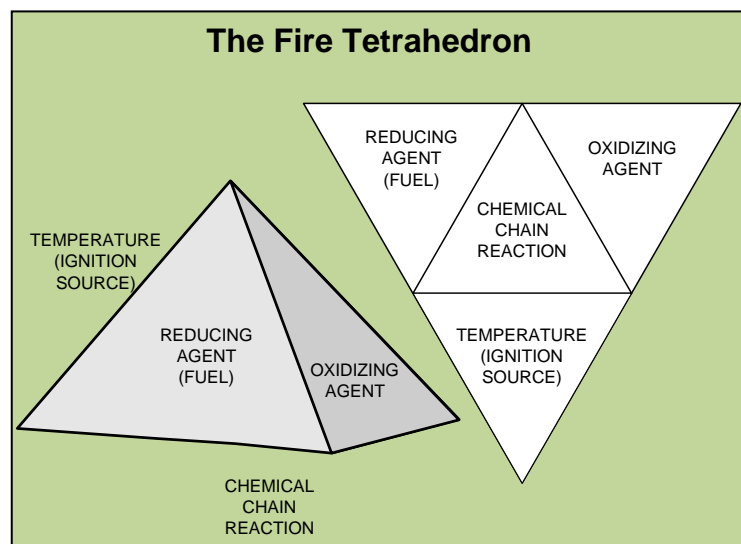 The Fire Tetrahedron
TEMPERATURE
(IGNITION
SOURCE)
REDUCING
AGENT
(FUEL)
OXIDIZING
AGENT
CHEMICAL
CHAIN
REACTION
REDUCING
AGENT
(FUEL)
OXIDIZING
AGENT
CHEMICAL
CHAIN
REACTION
TEMPERATURE
(IGNITION
SOURCE)